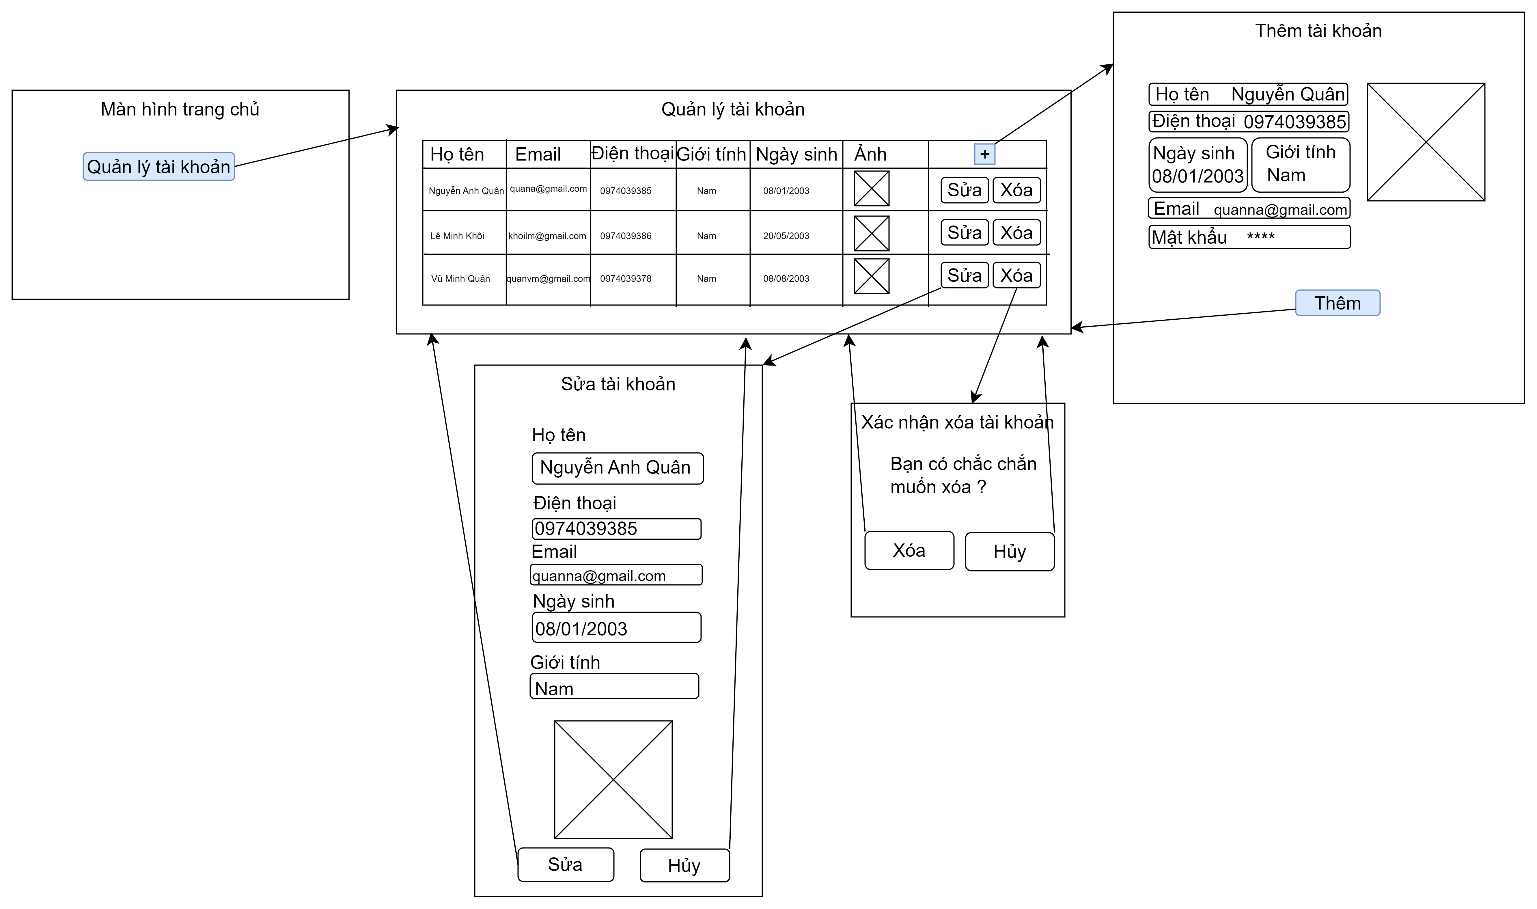 Màn hình trang chủ
Quản lý tài khoản
Quản lý tài khoản
Họ tên Email Điện thoại Giới tính Ngày sinh Ảnh +
Nguyễn Anh Quân quana@gmail.com 0974039385 Nam 08/01/2003 Sửa Xóa
Lê Minh Khôi khoilm@gmail.com 0974039386 Nam 20/05/2003 Sửa Xóa
Vũ Minh Quân quanvm@gmail.com 0974039378 Nam 08/08/2003 Sửa Xóa
Thêm tài khoản
Họ tên Nguyễn Quân
Điện thoại 0974039385
Ngày sinh Giới tính
08/01/2003 Nam
Email quanna@gmail.com
Mật khẩu ****
Thêm
Sửa tài khoản
Họ tên
Nguyễn Anh Quân
Điện thoại
0974039385
Email
quanna@gmail.com
Ngày sinh
08/01/2003
Giới tính
Nam
Sửa Hủy
Xác nhận xóa tài khoản
Bạn có chắc chắn
muốn xóa ?
Xóa Hủy